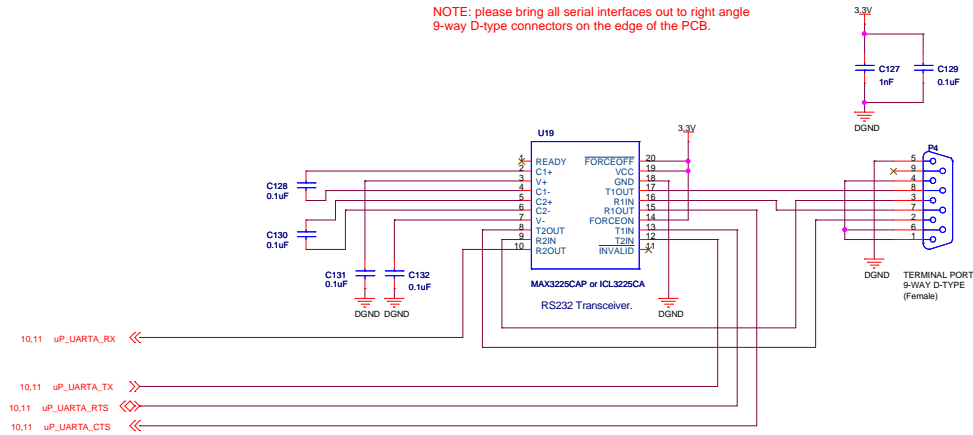 NOTE: please bring all serial interfaces out to right angle
9-way D-type connectors on the edge of the PCB.
3.3V
C127
1nF
C129
0.1uF
DGND
U19
3.3V
1 READY
2 C1+
3 V+
4 C1-
5 C2+
6 C2-
7 V-
8 T2OUT
9 R2IN
10 R2OUT
FORCEOFF 20
VCC 19
GND 18
T1OUT 17
R1IN 16
R1OUT 15
FORCEON 14
T1IN 13
T2IN 12
INVALID 11
C128
0.1uF
C130
0.1uF
C131
0.1uF
C132
0.1uF
DGND DGND
MAX3225CAP or ICL3225CA
RS232 Transceiver.
DGND
P4
5
9
4
8
3
7
2
6
1
DGND
TERMINAL PORT
9-WAY D-TYPE
(Female)
10,11 uP_UARTA_RX
10,11 uP_UARTA_TX
10,11 uP_UARTA_RTS
10,11 uP_UARTA_CTS